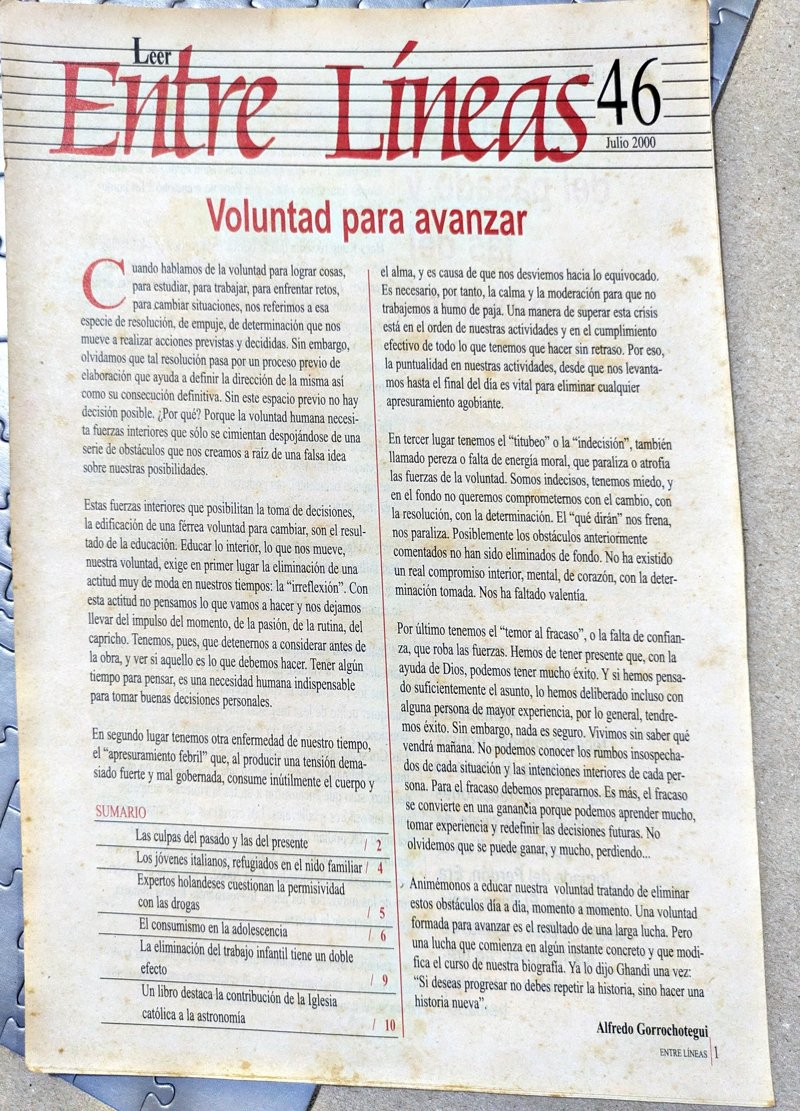 Leer
Entre Líneas
46
Julio 2000
Voluntad para avanzar
Cuando hablamos de la voluntad para lograr cosas,
para estudiar, para trabajar, para enfrentar retos,
para cambiar situaciones, nos referimos a esa
especie de resolución, de empuje, de determinación que nos
mueve a realizar acciones previstas y decididas. Sin embargo,
olvidamos que tal resolución pasa por un proceso previo de
elaboración que ayuda a definir la dirección de la misma así
como su consecución definitiva. Sin este espacio previo no hay
decisión posible. ¿Por qué? Porque la voluntad humana necesi-
ta fuerzas interiores que sólo se cimientan despojándose de una
serie de obstáculos que nos creamos a raíz de una falsa idea
sobre nuestras posibilidades.
Estas fuerzas interiores que posibilitan la toma de decisiones,
la edificación de una férrea voluntad para cambiar, son el resul-
tado de la educación. Educar lo interior, lo que nos mueve,
nuestra voluntad, exige en primer lugar la eliminación de una
actitud muy de moda en nuestros tiempos: la “irreflexión”. Con
esta actitud no pensamos lo que vamos a hacer y nos dejamos
llevar del impulso del momento, de la pasión, de la rutina, del
capricho. Tenemos, pues, que detenernos a considerar antes de
la obra, y ver si aquello es lo que debemos hacer. Tener algún
tiempo para pensar, es una necesidad humana indispensable
para tomar buenas decisiones personales.
En segundo lugar tenemos otra enfermedad de nuestro tiempo,
el “apresuramiento febril” que, al producir una tensión dema-
siado fuerte y mal gobernada, consume inútilmente el cuerpo y
SUMARIO
Las culpas del pasado y las del presente / 2
Los jóvenes italianos, refugiados en el nido familiar / 4
Expertos holandeses cuestionan la permisividad
con las drogas / 5
El consumismo en la adolescencia / 6
La eliminación del trabajo infantil tiene un doble
efecto / 9
Un libro destaca la contribución de la Iglesia
católica a la astronomía / 10
el alma, y es causa de que nos desviemos hacia lo equivocado.
Es necesario, por tanto, la calma y la moderación para que no
trabajemos a humo de paja. Una manera de superar esta crisis
está en el orden de nuestras actividades y en el cumplimiento
efectivo de todo lo que tenemos que hacer sin retraso. Por eso,
la puntualidad en nuestras actividades, desde que nos levanta-
mos hasta el final del día es vital para eliminar cualquier
apresuramiento agobiante.
En tercer lugar tenemos el “titubeo” o la “indecisión”, también
llamado pereza o falta de energía moral, que paraliza o atrofia
las fuerzas de la voluntad. Somos indecisos, tenemos miedo, y
en el fondo no queremos comprometernos con el cambio, con
la resolución, con la determinación. El “qué dirán” nos frena,
nos paraliza. Posiblemente los obstáculos anteriormente
comentados no han sido eliminados de fondo. No ha existido
un real compromiso interior, mental, de corazón, con la deter-
minación tomada. Nos ha faltado valentía.
Por último tenemos el “temor al fracaso”, o la falta de confian-
za, que roba las fuerzas. Hemos de tener presente que, con la
ayuda de Dios, podemos tener mucho éxito. Y si hemos pensa-
do suficientemente el asunto, lo hemos deliberado incluso con
alguna persona de mayor experiencia, por lo general, tendre-
mos éxito. Sin embargo, nada es seguro. Vivimos sin saber qué
vendrá mañana. No podemos conocer los rumbos insospecha-
dos de cada situación y las intenciones interiores de cada per-
sona. Para el fracaso debemos prepararnos. Es más, el fracaso
se convierte en una ganancia porque podemos aprender mucho,
tomar experiencia y redefinir las decisiones futuras. No
olvidemos que se puede ganar, y mucho, perdiendo...
Animémonos a educar nuestra voluntad tratando de eliminar
estos obstáculos día a día, momento a momento. Una voluntad
formada para avanzar es el resultado de una larga lucha. Pero
una lucha que comienza en algún instante concreto y que modi-
fica el curso de nuestra biografía. Ya lo dijo Ghandi una vez:
“Si deseas progresar no debes repetir la historia, sino hacer una
historia nueva”.
Alfredo Gorrochotegui
ENTRE LÍNEAS 1